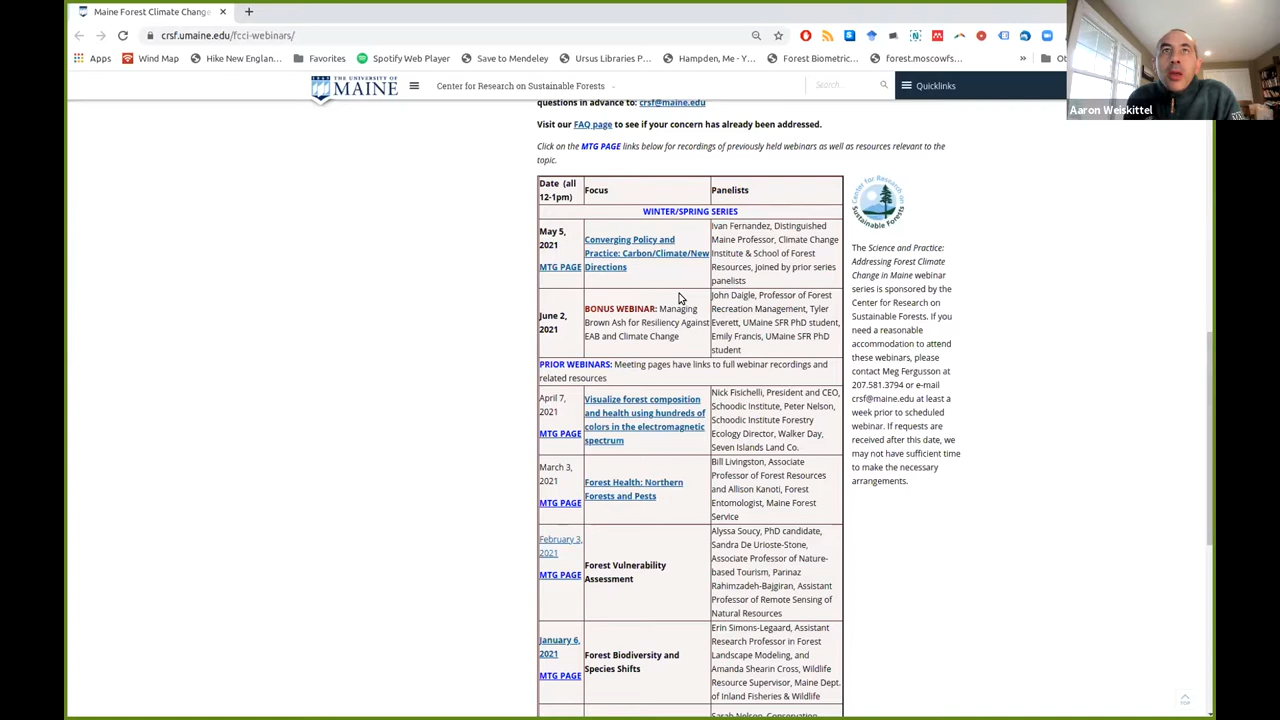 Maine Forest Climate Change
crsf.umaine.edu/fcci-webinars/
Apps
Wind Map
Hike New England...
Favorites
Spotify Web Player
Save to Mendeley
Ursus Libraries P...
Hampden, Me - Y...
Forest Biometric...
forest.moscowfs...
»
Aaron Weiskittel
1865 THE UNIVERSITY OF
MAINE
Center for Research on Sustainable Forests
Search...
Quicklinks
questions in advance to: crsf@maine.edu
Visit our FAQ page to see if your concern has already been addressed.
Click on the MTG PAGE links below for recordings of previously held webinars as well as resources relevant to the
topic.
Date (all
12-1pm)
Focus
Panelists
WINTER/SPRING SERIES
May 5,
2021
MTG PAGE
Converging Policy and
Practice: Carbon/Climate/New
Directions
Ivan Fernandez, Distinguished
Maine Professor, Climate Change
Institute & School of Forest
Resources, joined by prior series
panelists
June 2,
2021
BONUS WEBINAR: Managing
Brown Ash for Resiliency Against
EAB and Climate Change
John Daigle, Professor of Forest
Recreation Management, Tyler
Everett, UMaine SFR PhD student,
Emily Francis, UMaine SFR PhD
student
PRIOR WEBINARS: Meeting pages have links to full webinar recordings and
related resources
April 7,
2021
MTG PAGE
Visualize forest composition
and health using hundreds of
colors in the electromagnetic
spectrum
Nick Fisichelli, President and CEO,
Schoodic Institute, Peter Nelson,
Schoodic Institute Forestry
Ecology Director, Walker Day,
Seven Islands Land Co.
March 3,
2021
MTG PAGE
Forest Health: Northern
Forests and Pests
Bill Livingston, Associate
Professor of Forest Resources
and Allison Kanoti, Forest
Entomologist, Maine Forest
Service
February 3,
2021
MTG PAGE
Forest Vulnerability
Assessment
Alyssa Soucy, PhD candidate,
Sandra De Urioste-Stone,
Associate Professor of Nature-
based Tourism, Parinaz
Rahimzadeh-Bajgiran, Assistant
Professor of Remote Sensing of
Natural Resources
January 6,
2021
MTG PAGE
Forest Biodiversity and
Species Shifts
Erin Simons-Legaard, Assistant
Research Professor in Forest
Landscape Modeling, and
Amanda Shearin Cross, Wildlife
Resource Supervisor, Maine Dept.
of Inland Fisheries & Wildlife
Center for Research on
Sustainable Forests
The Science and Practice:
Addressing Forest Climate
Change in Maine webinar
series is sponsored by the
Center for Research on
Sustainable Forests. If you
need a reasonable
accommodation to attend
these webinars, please
contact Meg Fergusson at
207.581.3794 or e-mail
crsf@maine.edu at least a
week prior to scheduled
webinar. If requests are
received after this date, we
may not have sufficient time
to make the necessary
arrangements.
TOP